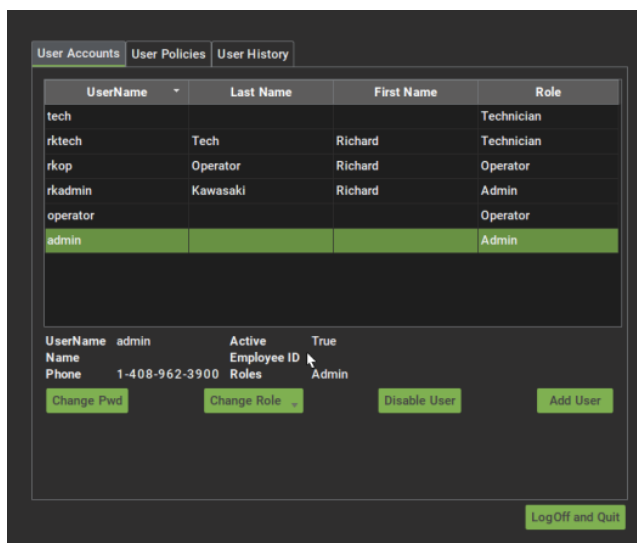 User Accounts User Policies User History
UserName Last Name First Name Role
tech Technician
rktech Tech Richard Technician
rkop Operator Richard Operator
rkadmin Kawasaki Richard Admin
operator Operator
admin Admin
UserName admin Active True
Name Employee ID
Phone 1-408-962-3900 Roles Admin
Change Pwd Change Role Disable User Add User
LogOff and Quit